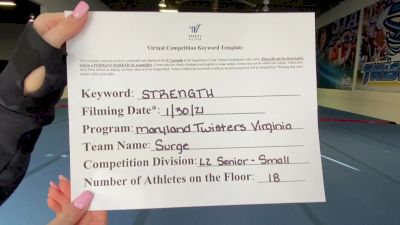 VARSITY
Virtual Competition Keyword Template
Keyword: STRENGTH
Filming Date*: 1/30/21
Program: Maryland Twisters Virginia
Team Name: Surge
Competition Division: L2 Senior - Small
Number of Athletes on the Floor: 18